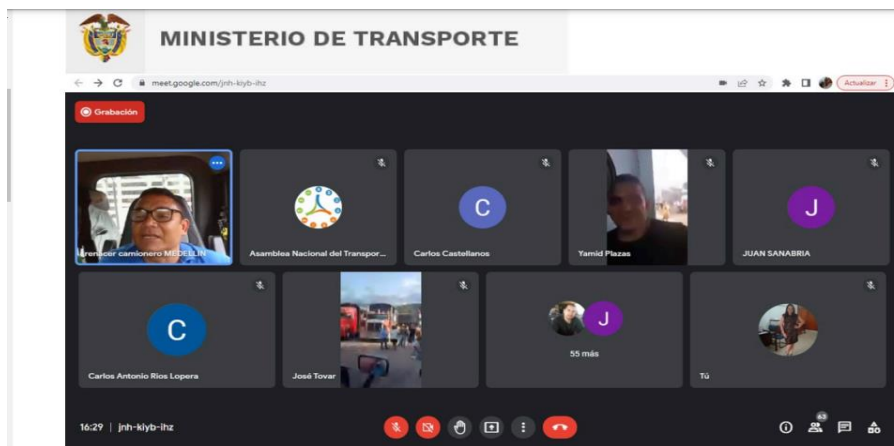 MINISTERIO DE TRANSPORTE
meet.google.com/jnh-kiyb-ihz
Actualizar
Grabación
renacer camionero MEDELLIN
Asamblea Nacional del Transpor...
C
Carlos Castellanos
Yamid Plazas
J
JUAN SANABRIA
C
Carlos Antonio Rios Lopera
José Tovar
J
55 más
Tú
16:29 | jnh-kiyb-ihz
63